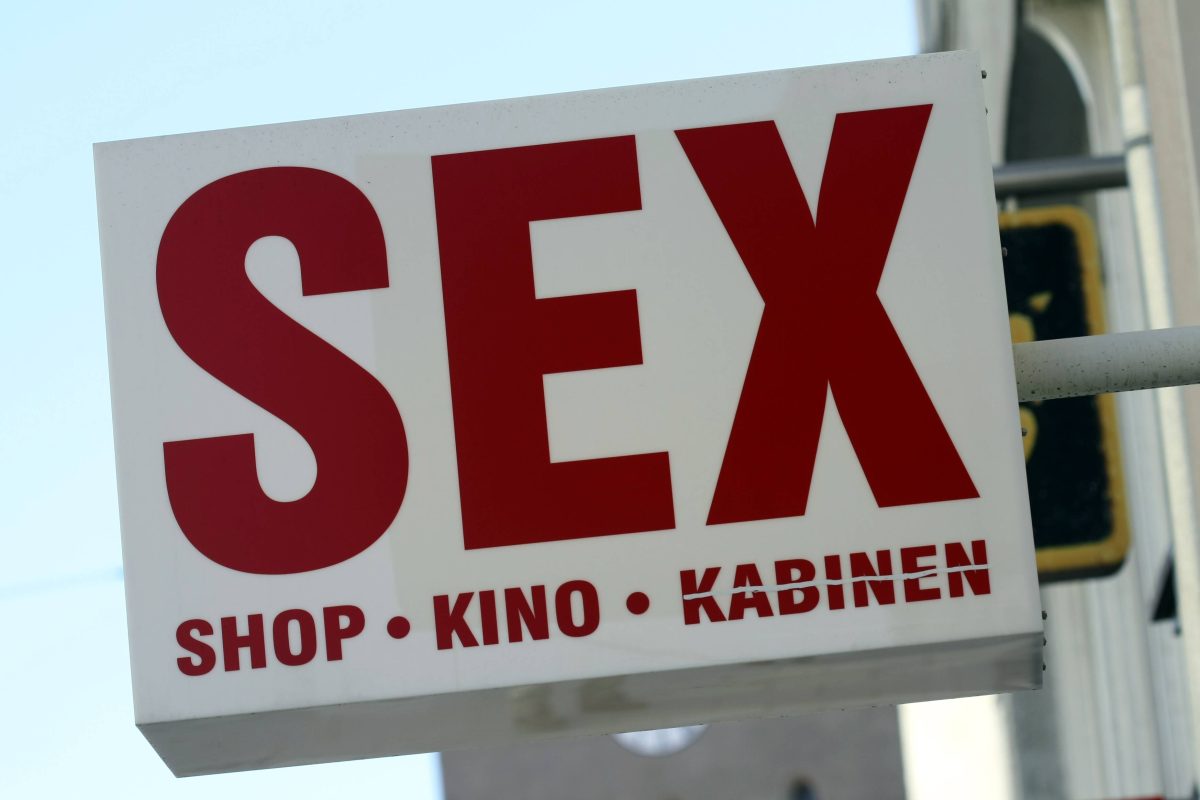 SEX
SHOP • KINO • KABINEN